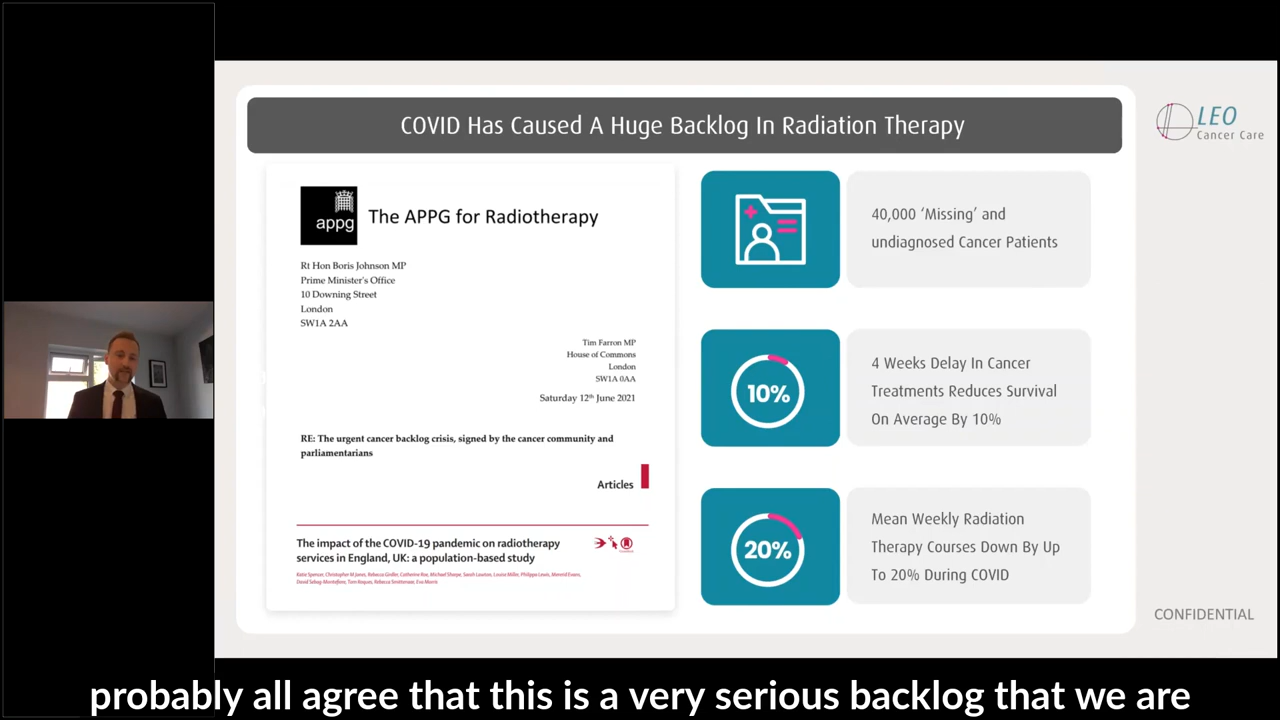 COVID Has Caused A Huge Backlog In Radiation Therapy
LEO
Cancer Care
appg
The APPG for Radiotherapy
Rt Hon Boris Johnson MP
Prime Minister's Office
10 Downing Street
London
SW1A 2AA
Tim Farron MP
House of Commons
London
SW1A 0AA
Saturday 12th June 2021
RE: The urgent cancer backlog crisis, signed by the cancer community and
parliamentarians
Articles
The impact of the COVID-19 pandemic on radiotherapy
services in England, UK: a population-based study
40,000 ‘Missing’ and
undiagnosed Cancer Patients
10%
4 Weeks Delay In Cancer
Treatments Reduces Survival
On Average By 10%
20%
Mean Weekly Radiation
Therapy Courses Down By Up
To 20% During COVID
CONFIDENTIAL
probably all agree that this is a very serious backlog that we are